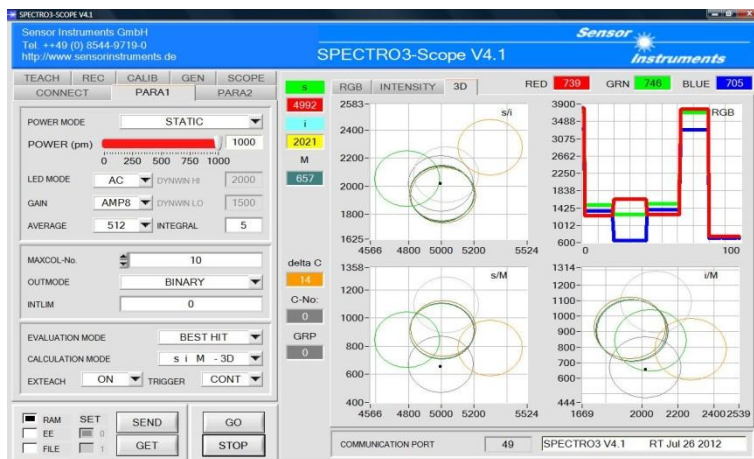 SPECTRO3-SCOPE V4.1
Sensor Instruments GmbH
Tel. ++49 (0) 8544-9719-0
http://www.sensorinstruments.de
SPECTRO3-Scope V4.1
Sensor
Instruments
TEACH REC CALIB GEN SCOPE
CONNECT PARA1 PARA2
POWER MODE STATIC
POWER (pm) 1000
0 250 500 750 1000
LED MODE AC DYNWIN HI 2000
GAIN AMP8 DYNWIN LO 1500
AVERAGE 512 INTEGRAL 5
MAXCOL-No. 10
OUTMODE BINARY
INTLIM 0
EVALUATION MODE BEST HIT
CALCULATION MODE s i M - 3D
EXTEACH ON TRIGGER CONT
RAM SET
EE 0
FILE 1
SEND
GET
GO
STOP
s
4992
i
2021
M
657
delta C
14
C-No:
0
GRP
0
RGB INTENSITY 3D
RED 739 GRN 746 BLUE 705
s/i
2583-
2400-
2200-
2000-
1800-
1625-
4566 4800 5000 5200 5524
RGB
3900-
3488-
3075-
2662-
2250-
1838-
1425-
1012-
600-
0 100
s/M
1358-
1200-
1000-
800-
600-
400-
4566 4800 5000 5200 5524
i/M
1314-
1200-
1100-
1000-
900-
800-
700-
600-
444-
1669 2000 2200 2400 2539
COMMUNICATION PORT 49 SPECTRO3 V4.1 RT Jul 26 2012